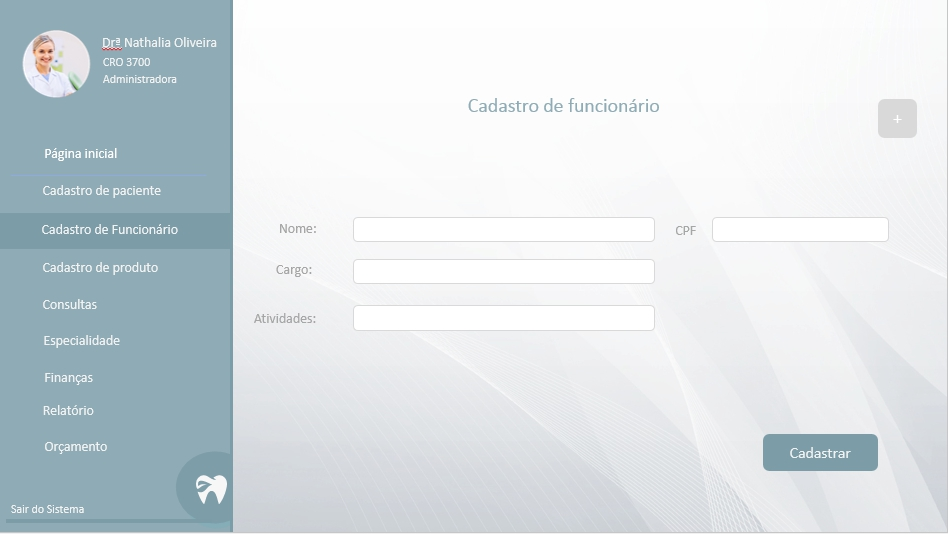 Drª Nathalia Oliveira
CRO 3700
Administradora
Página inicial
Cadastro de paciente
Cadastro de Funcionário
Cadastro de produto
Consultas
Especialidade
Finanças
Relatório
Orçamento
Sair do Sistema
Cadastro de funcionário
+
Nome:
CPF
Cargo:
Atividades:
Cadastrar